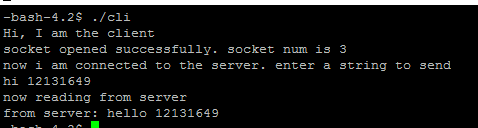 -bash-4.2$ ./cli
Hi, I am the client
socket opened successfully. socket num is 3
now i am connected to the server. enter a string to send
hi 12131649
now reading from server
from server: hello 12131649
-bash-4.2$